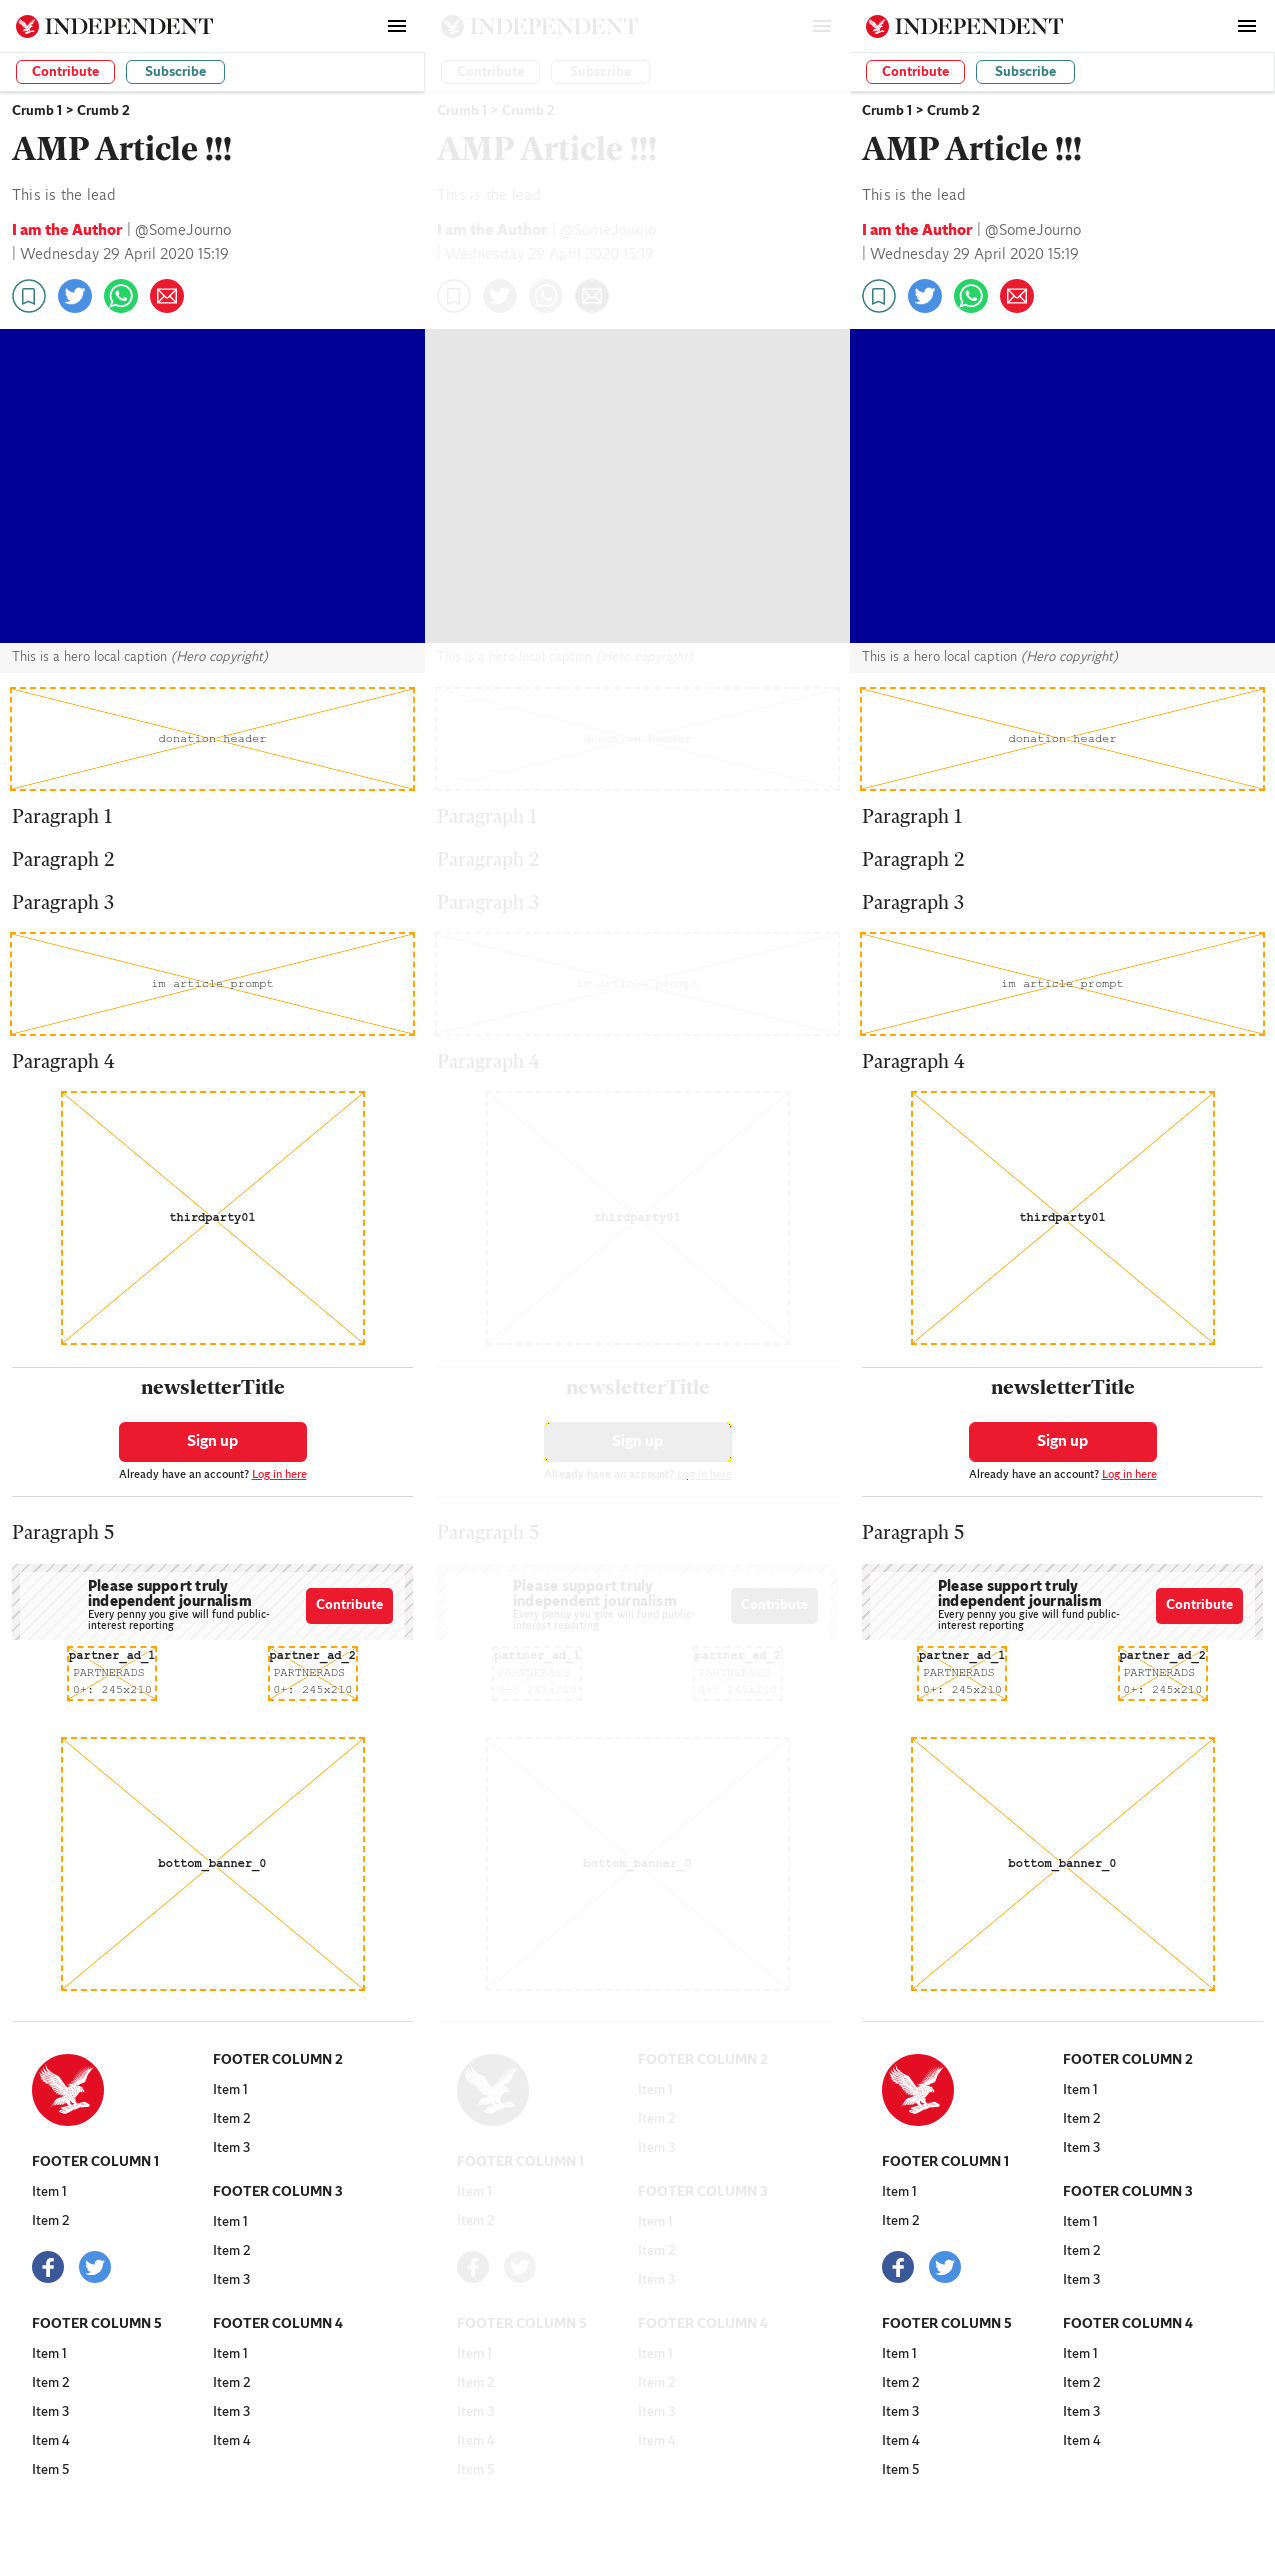 INDEPENDENT
Contribute
Subscribe
Crumb 1 > Crumb 2
AMP Article !!!
This is the lead
I am the Author | @SomeJourno
| Wednesday 29 April 2020 15:19
This is a hero local caption (Hero copyright)
donation header
Paragraph 1
Paragraph 2
Paragraph 3
im article prompt
Paragraph 4
thirdparty01
newsletterTitle
Sign up
Already have an account? Log in here
Paragraph 5
Please support truly
independent journalism
Every penny you give will fund public-
interest reporting
Contribute
partner_ad_1
PARTNERADS
0+: 245x210
partner_ad_2
PARTNERADS
0+: 245x210
bottom_banner_0
FOOTER COLUMN 1
Item 1
Item 2
FOOTER COLUMN 2
Item 1
Item 2
Item 3
FOOTER COLUMN 3
Item 1
Item 2
Item 3
FOOTER COLUMN 5
Item 1
Item 2
Item 3
Item 4
Item 5
FOOTER COLUMN 4
Item 1
Item 2
Item 3
Item 4
INDEPENDENT
Contribute
Subscribe
Crumb 1 > Crumb 2
AMP Article !!!
This is the lead
I am the Author | @SomeJourno
| Wednesday 29 April 2020 15:19
This is a hero local caption (Hero copyright)
donation header
Paragraph 1
Paragraph 2
Paragraph 3
im article prompt
Paragraph 4
thirdparty01
newsletterTitle
Sign up
Already have an account? Log in here
Paragraph 5
Please support truly
independent journalism
Every penny you give will fund public-
interest reporting
Contribute
partner_ad_1
PARTNERADS
0+: 245x210
partner_ad_2
PARTNERADS
0+: 245x210
bottom_banner_0
FOOTER COLUMN 1
Item 1
Item 2
FOOTER COLUMN 2
Item 1
Item 2
Item 3
FOOTER COLUMN 3
Item 1
Item 2
Item 3
FOOTER COLUMN 5
Item 1
Item 2
Item 3
Item 4
Item 5
FOOTER COLUMN 4
Item 1
Item 2
Item 3
Item 4
INDEPENDENT
Contribute
Subscribe
Crumb 1 > Crumb 2
AMP Article !!!
This is the lead
I am the Author | @SomeJourno
| Wednesday 29 April 2020 15:19
This is a hero local caption (Hero copyright)
donation header
Paragraph 1
Paragraph 2
Paragraph 3
im article prompt
Paragraph 4
thirdparty01
newsletterTitle
Sign up
Already have an account? Log in here
Paragraph 5
Please support truly
independent journalism
Every penny you give will fund public-
interest reporting
Contribute
partner_ad_1
PARTNERADS
0+: 245x210
partner_ad_2
PARTNERADS
0+: 245x210
bottom_banner_0
FOOTER COLUMN 1
Item 1
Item 2
FOOTER COLUMN 2
Item 1
Item 2
Item 3
FOOTER COLUMN 3
Item 1
Item 2
Item 3
FOOTER COLUMN 5
Item 1
Item 2
Item 3
Item 4
Item 5
FOOTER COLUMN 4
Item 1
Item 2
Item 3
Item 4